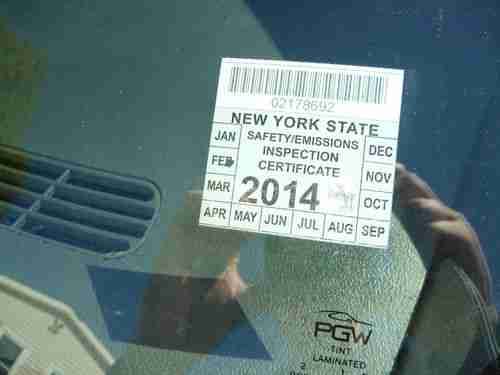 02178692
NEW YORK STATE
SAFETY/EMISSIONS
INSPECTION
CERTIFICATE
2014
JAN
FEB
MAR
APR
MAY
JUN
JUL
AUG
SEP
OCT
NOV
DEC
PGW
TINT
LAMINATED
2